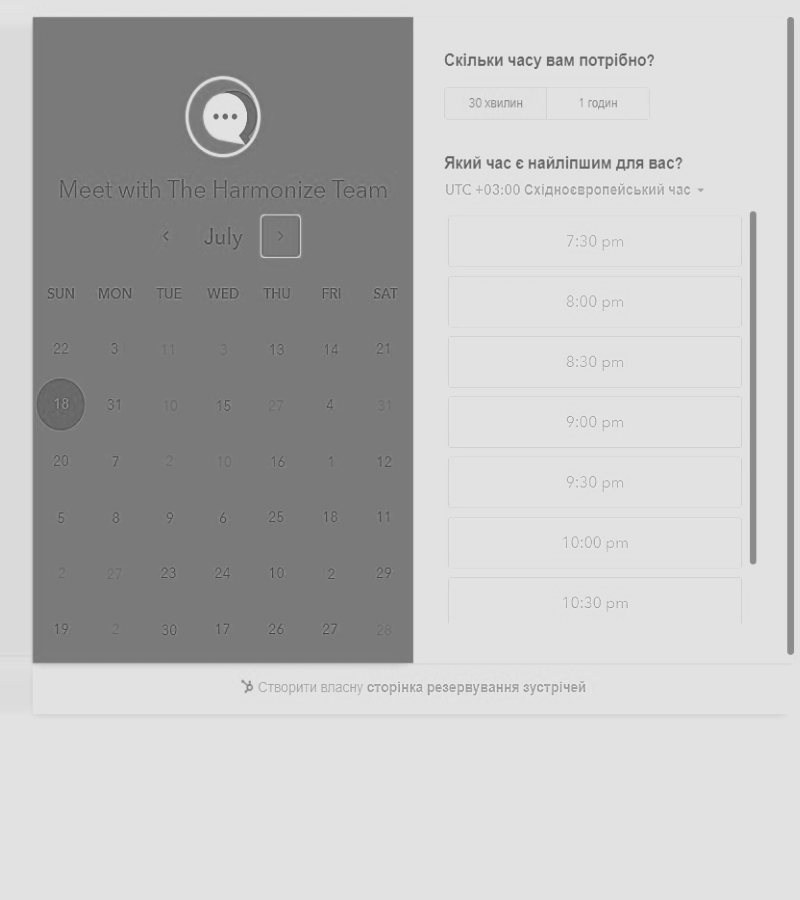 Meet with The Harmonize Team
July
SUN MON TUE WED THU FRI SAT
22 3 11 3 13 14 21
18 31 10 15 27 4 31
20 7 2 10 16 1 12
5 8 9 6 25 18 11
2 27 23 24 10 2 29
19 2 30 17 26 27 28
Скільки часу вам потрібно?
30 хвилин 1 годин
Який час є найліпшим для вас?
UTC +03:00 Східноєвропейський час
7:30 pm
8:00 pm
8:30 pm
9:00 pm
9:30 pm
10:00 pm
10:30 pm
Створити власну сторінка резервування зустрічей